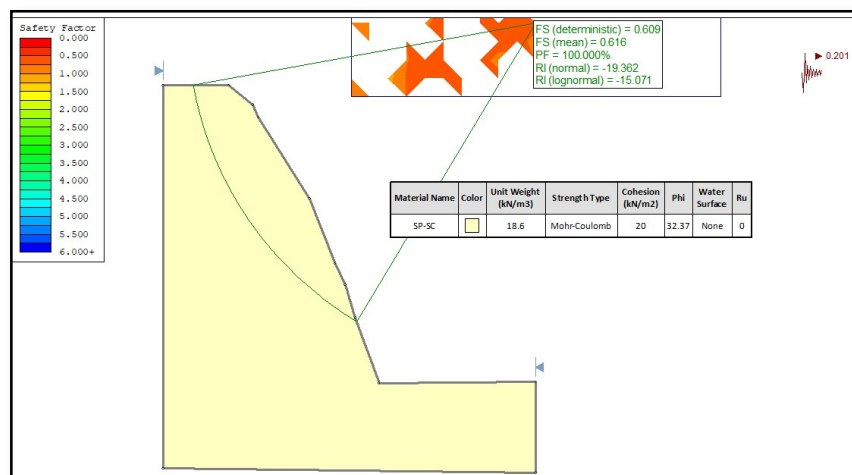 Safety Factor
0.000
0.500
1.000
1.500
2.000
2.500
3.000
3.500
4.000
4.500
5.000
5.500
6.000+
FS (deterministic) = 0.609
FS (mean) = 0.616
PF = 100.000%
RI (normal) = -19.362
RI (lognormal) = -15.071
0.201
Material Name Color Unit Weight (kN/m3) Strength Type Cohesion (kN/m2) Phi Water Surface Ru
SP-SC 18.6 Mohr-Coulomb 20 32.37 None 0